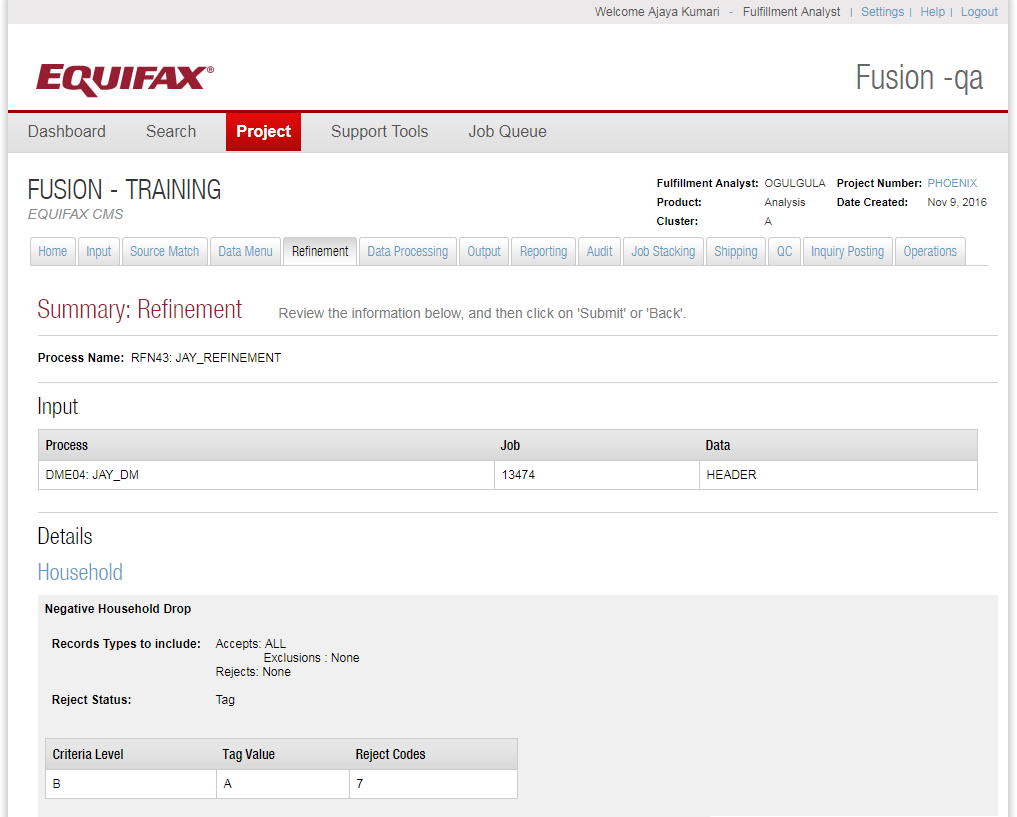 Welcome Ajaya Kumari - Fulfillment Analyst | Settings | Help | Logout
EQUIFAX®
Fusion -qa
Dashboard Search Project Support Tools Job Queue
FUSION - TRAINING
EQUIFAX CMS
Fulfillment Analyst: OGULGULA Project Number: PHOENIX
Product: Analysis Date Created: Nov 9, 2016
Cluster: A
Home Input Source Match Data Menu Refinement Data Processing Output Reporting Audit Job Stacking Shipping QC Inquiry Posting Operations
Summary: Refinement Review the information below, and then click on 'Submit' or 'Back'.
Process Name: RFN43: JAY_REFINEMENT
Input
Process Job Data
DME04: JAY_DM 13474 HEADER
Details
Household
Negative Household Drop
Records Types to include: Accepts: ALL
Exclusions : None
Rejects: None
Reject Status: Tag
Criteria Level Tag Value Reject Codes
B A 7